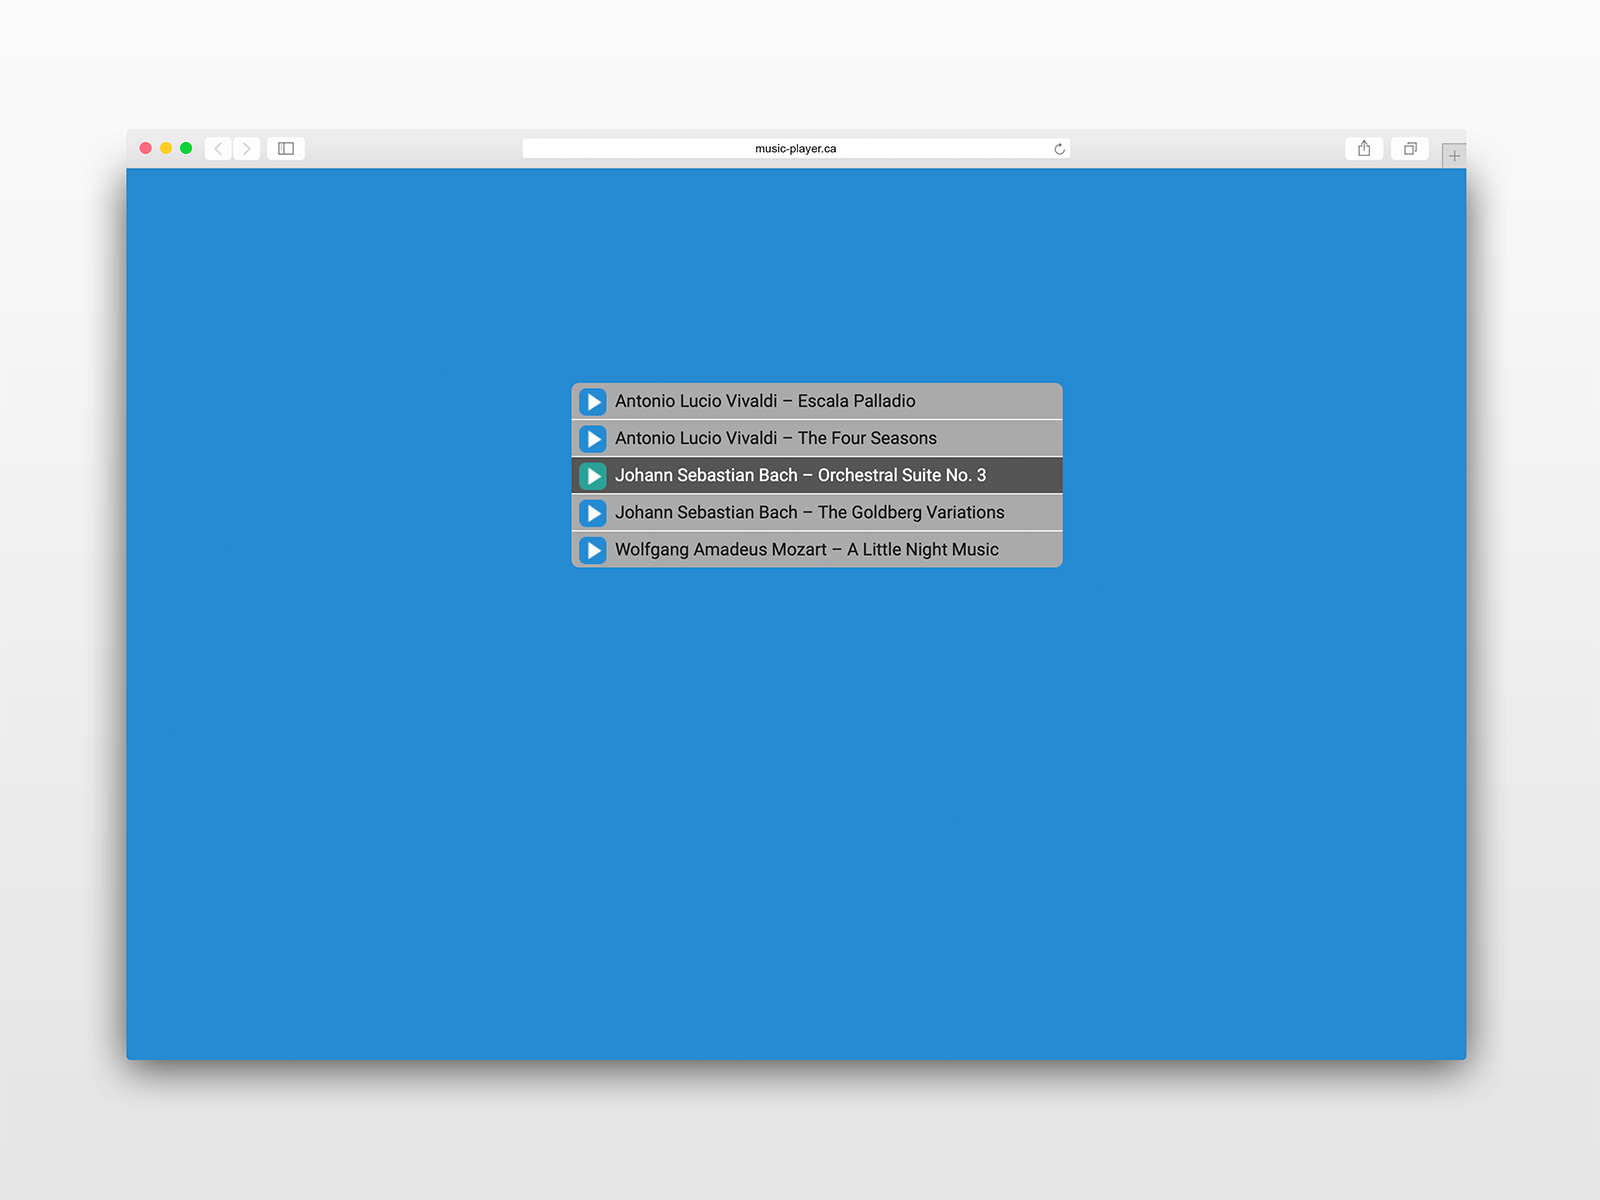 music-player.ca
Antonio Lucio Vivaldi – Escala Palladio
Antonio Lucio Vivaldi – The Four Seasons
Johann Sebastian Bach – Orchestral Suite No. 3
Johann Sebastian Bach – The Goldberg Variations
Wolfgang Amadeus Mozart – A Little Night Music